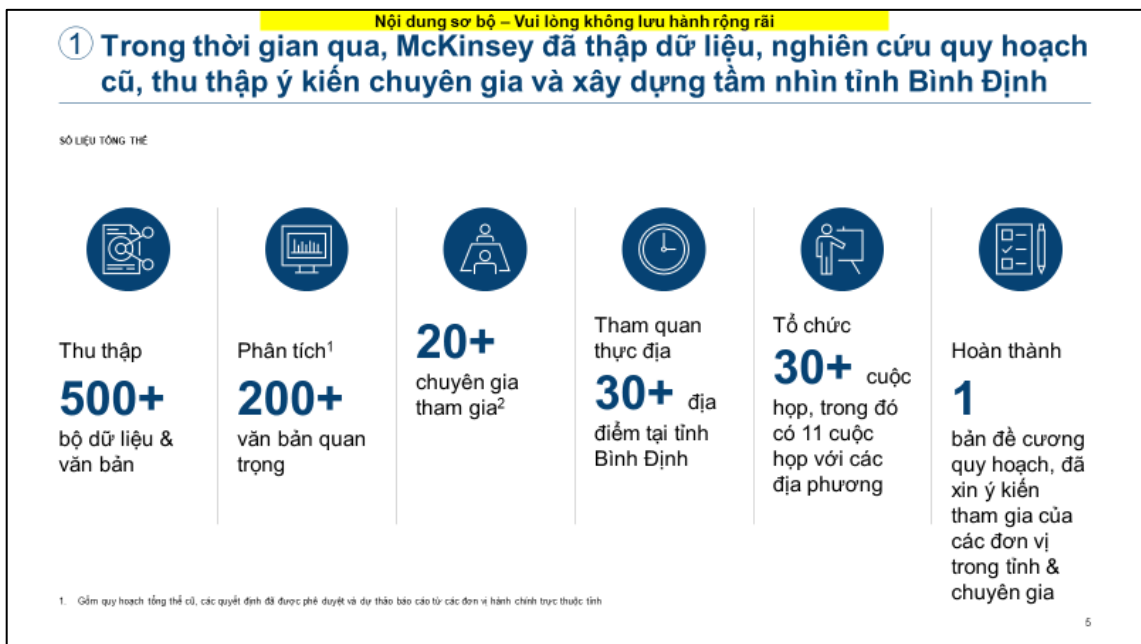 Nội dung sơ bộ – Vui lòng không lưu hành rộng rãi
1 Trong thời gian qua, McKinsey đã thập dữ liệu, nghiên cứu quy hoạch
cũ, thu thập ý kiến chuyên gia và xây dựng tầm nhìn tỉnh Bình Định
SỐ LIỆU TỔNG THỂ
Thu thập
500+
bộ dữ liệu &
văn bản
Phân tích1
200+
văn bản quan
trọng
20+
chuyên gia
tham gia2
Tham quan
thực địa
30+ địa
điểm tại tỉnh
Bình Định
Tổ chức
30+ cuộc
họp, trong đó
có 11 cuộc
họp với các
địa phương
Hoàn thành
1
bản đề cương
quy hoạch, đã
xin ý kiến
tham gia của
các đơn vị
trong tỉnh &
chuyên gia
1. Gồm quy hoạch tổng thể cũ, các quyết định đã được phê duyệt và dự thảo báo cáo từ các đơn vị hành chính trực thuộc tỉnh
5